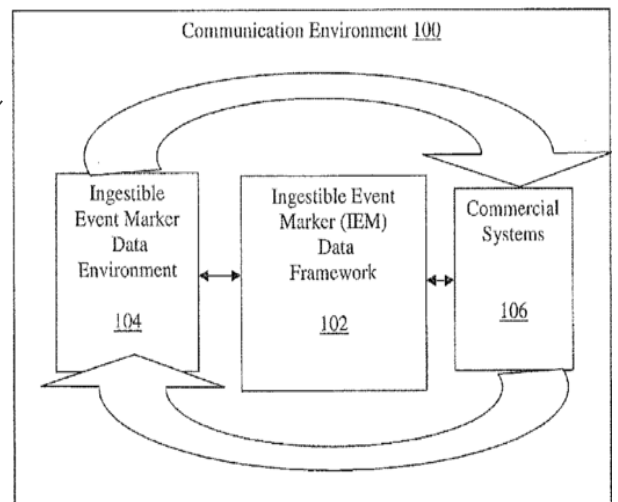 Communication Environment 100
Ingestible
Event Marker
Data
Environment
104
Ingestible Event
Marker (IEM)
Data
Framework
102
Commercial
Systems
106